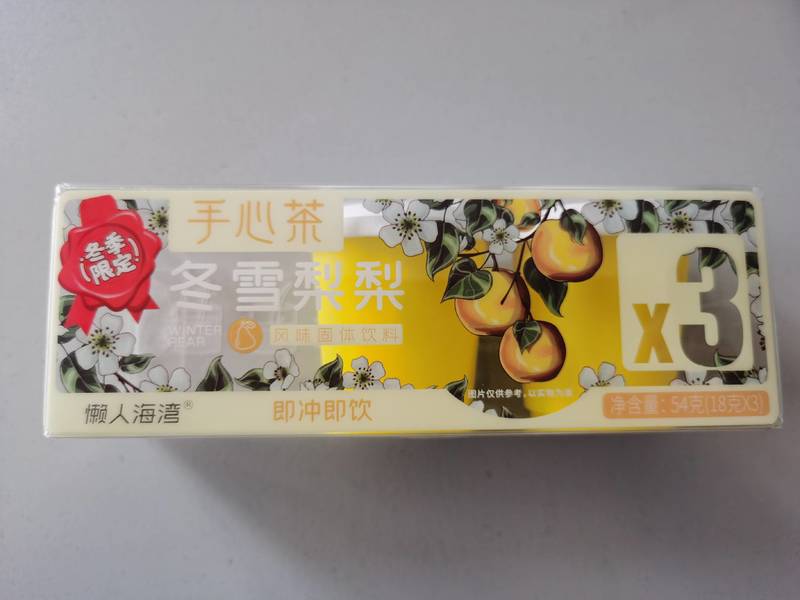 冬季
限定
手心茶
冬雪梨梨
WINTER
PEAR
风味固体饮料
x3
懒人海湾®
即冲即饮
图片仅供参考，以实物为准
净含量：54克(18克X3)